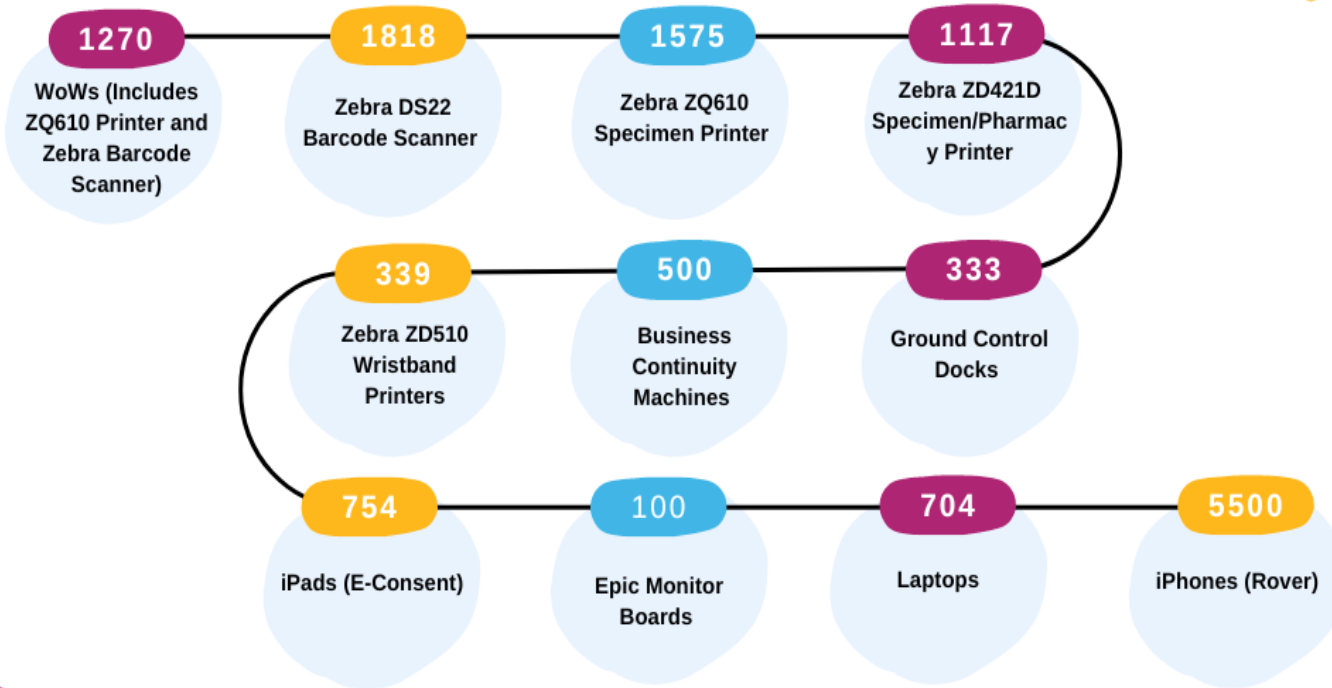 1270
WoWs (Includes
ZQ610 Printer and
Zebra Barcode
Scanner)
1818
Zebra DS22
Barcode Scanner
1575
Zebra ZQ610
Specimen Printer
1117
Zebra ZD421D
Specimen/Pharmac
y Printer
333
Ground Control
Docks
500
Business
Continuity
Machines
339
Zebra ZD510
Wristband
Printers
754
iPads (E-Consent)
100
Epic Monitor
Boards
704
Laptops
5500
iPhones (Rover)